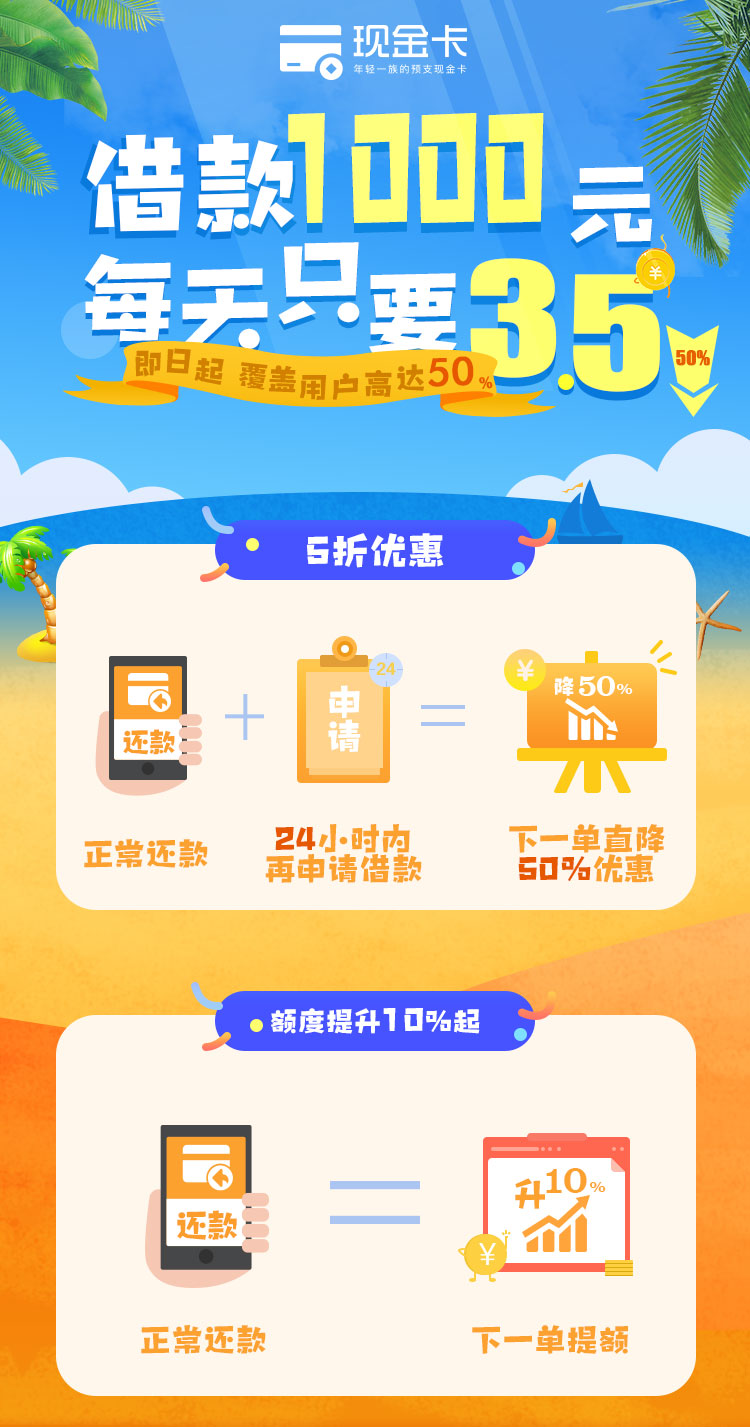 现金卡
年轻一族的预支现金卡
借款1000元
每天只要3.5
50%
即日起 覆盖用户高达50%
5折优惠
24
申请
降50%
还款
正常还款
24小时内
再申请借款
下一单直降
50%优惠
额度提升10%起
升10%
还款
正常还款
下一单提额